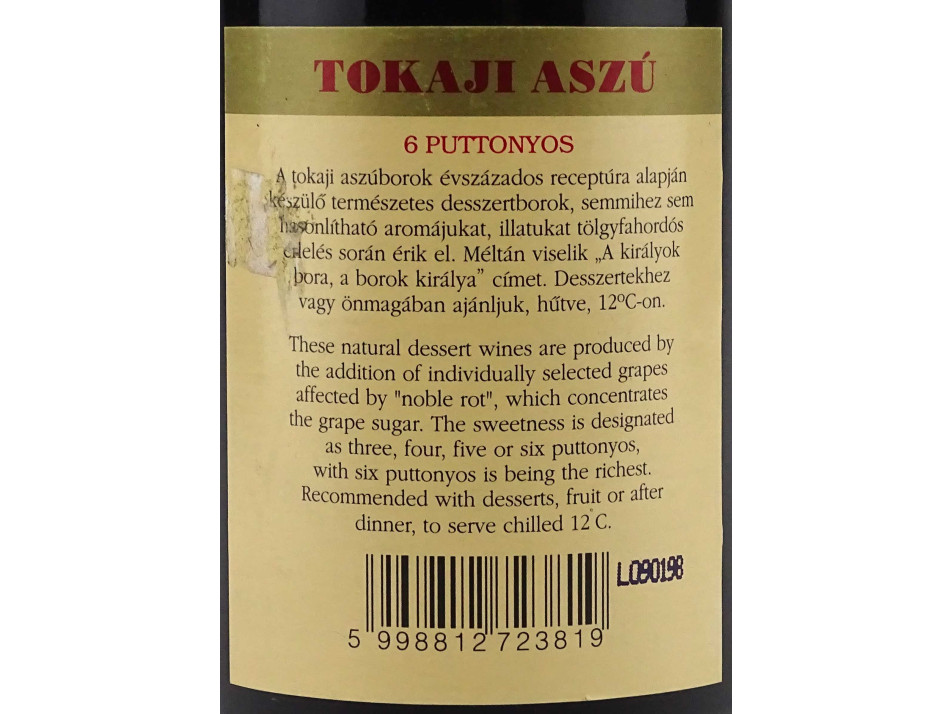 TOKAJI ASZÚ
6 PUTTONYOS
A tokaji aszúborok évszázados receptúra alapján
készülő természetes desszertborok, semmihez sem
hasonlítható aromájukat, illatukat tölgyfahordós
érlelés során érik el. Méltán viselik „A királyok
bora, a borok királya” címet. Desszertekhez
vagy önmagában ajánljuk, hűtve, 12ºC-on.
These natural dessert wines are produced by
the addition of individually selected grapes
affected by "noble rot", which concentrates
the grape sugar. The sweetness is designated
as three, four, five or six puttonyos,
with six puttonyos is being the richest.
Recommended with desserts, fruit or after
dinner, to serve chilled 12°C.
L090198
5 998812 723819